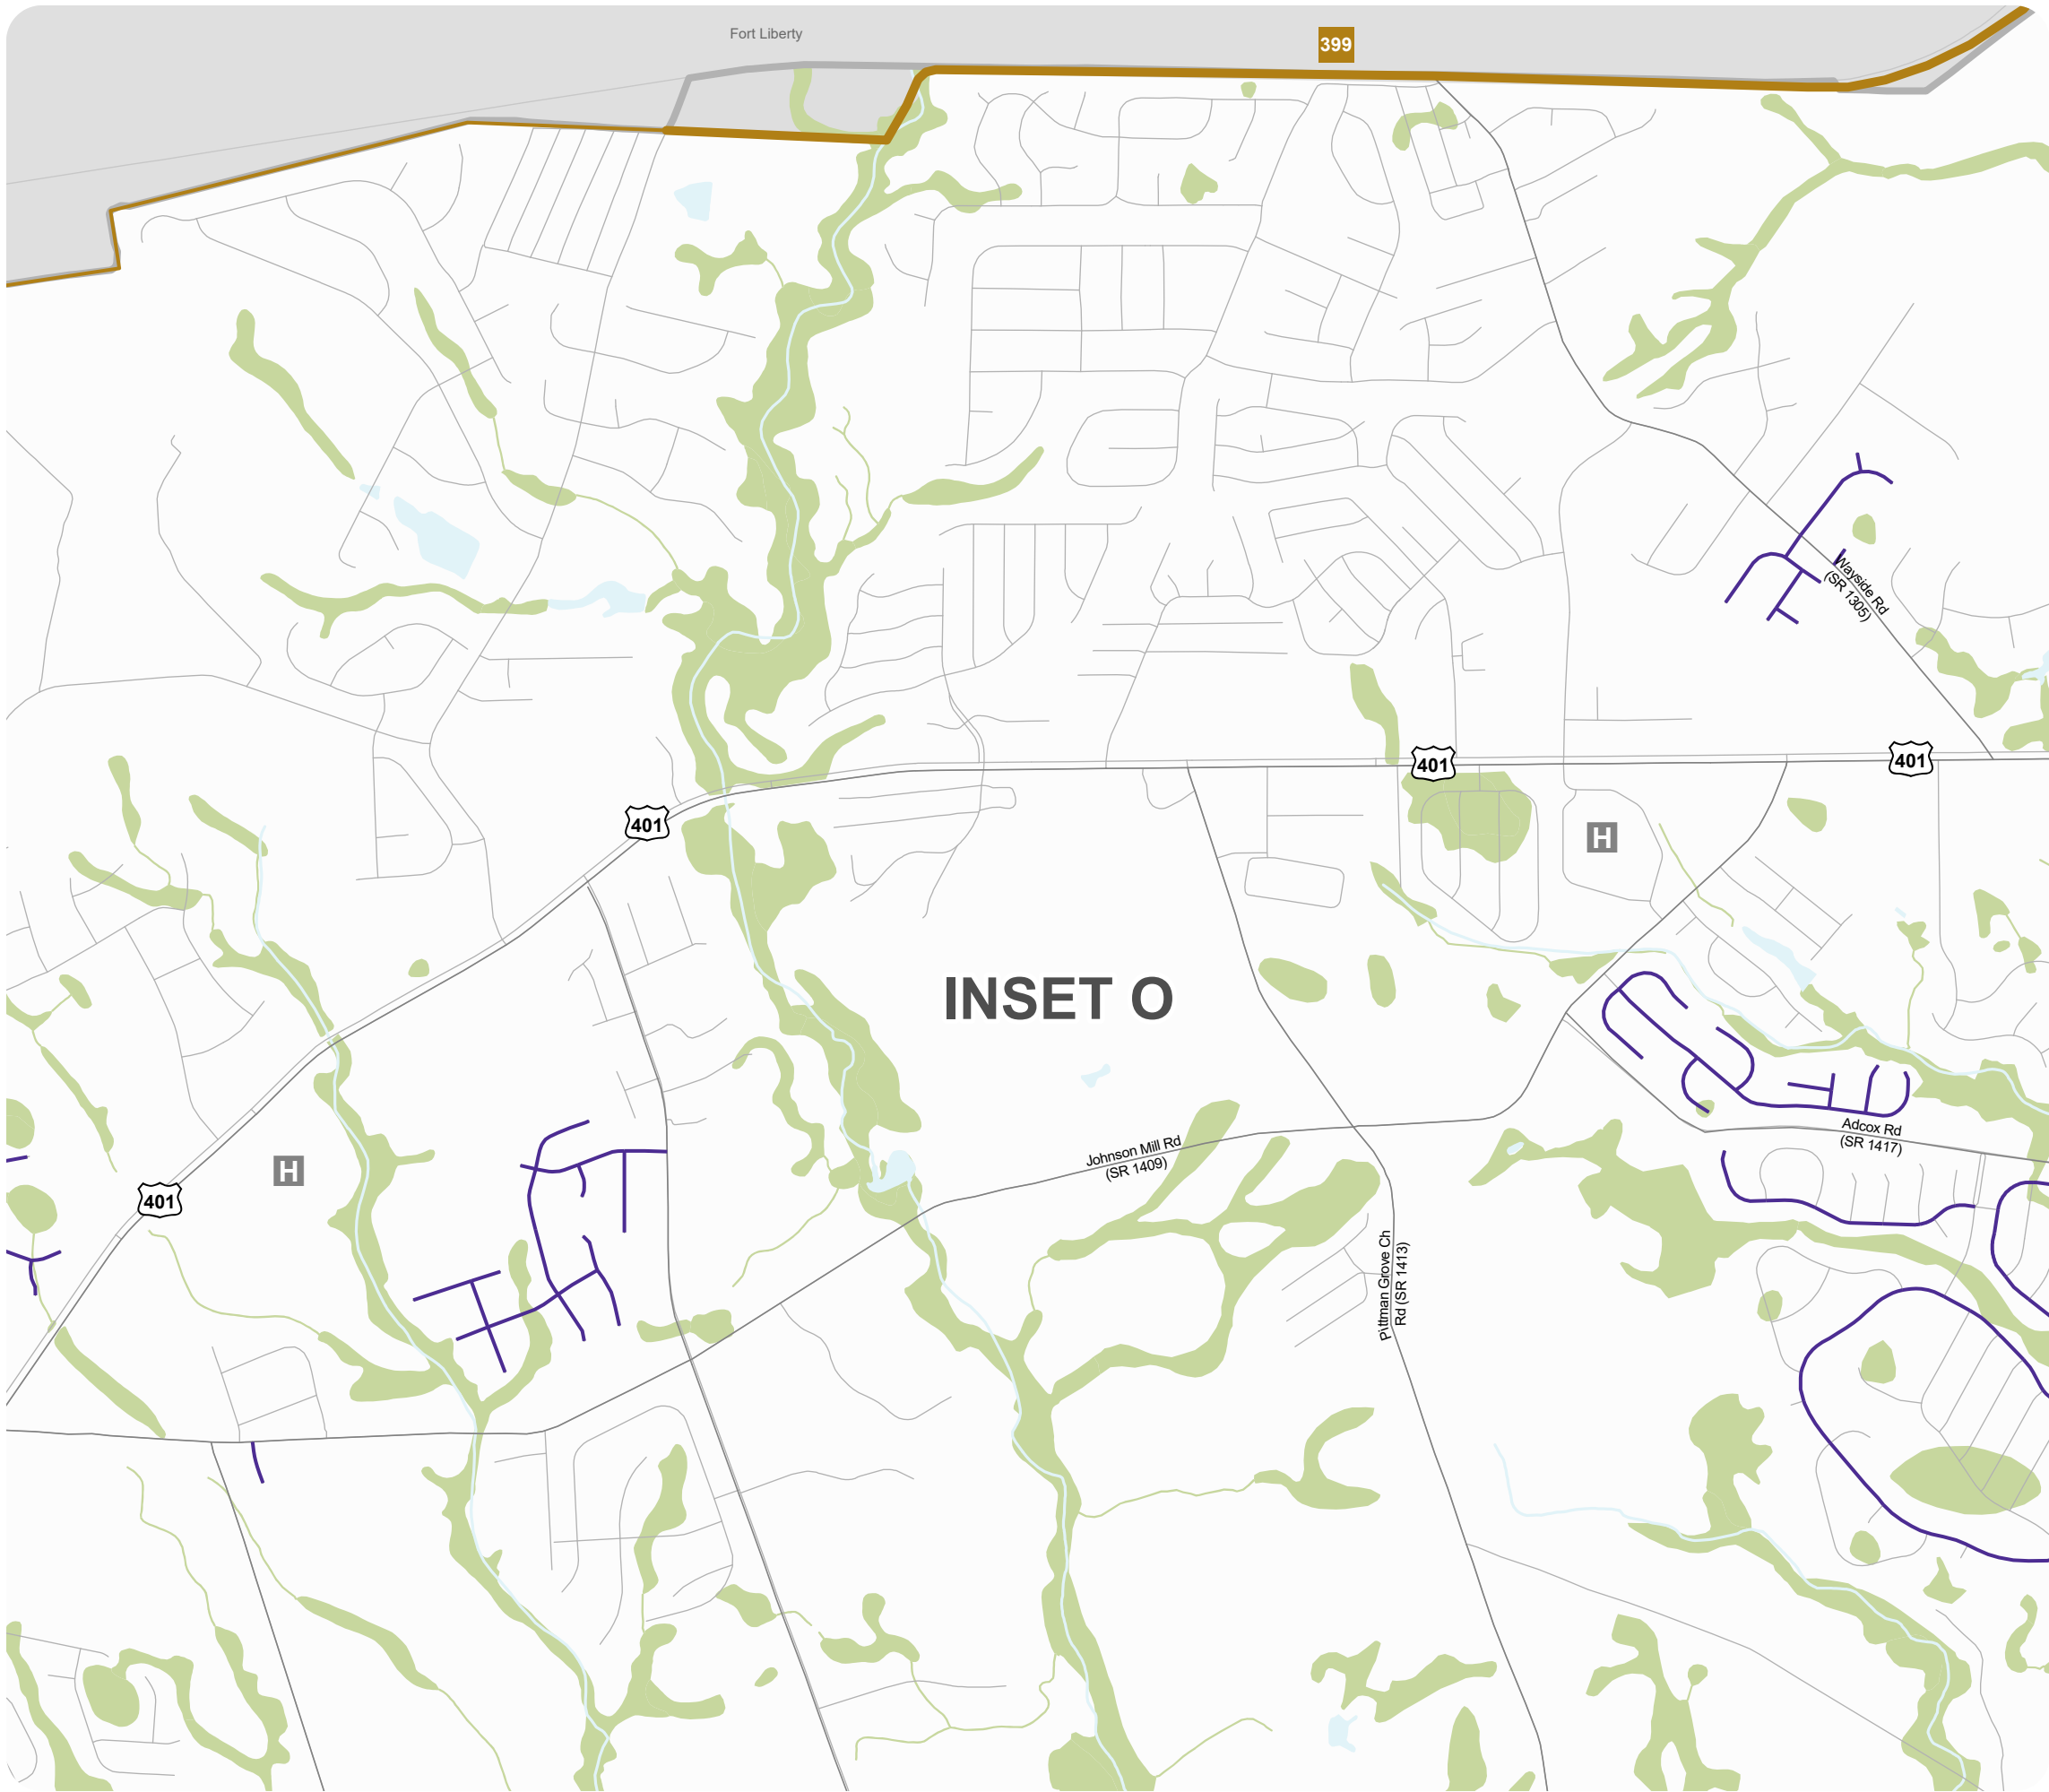 Fort Liberty
399
Wayside Rd
(SR 1305)
401
401
401
H
INSET O
Adcox Rd
(SR 1417)
Johnson Mill Rd
(SR 1409)
H
401
Pittman Grove Ch
Rd (SR 1413)